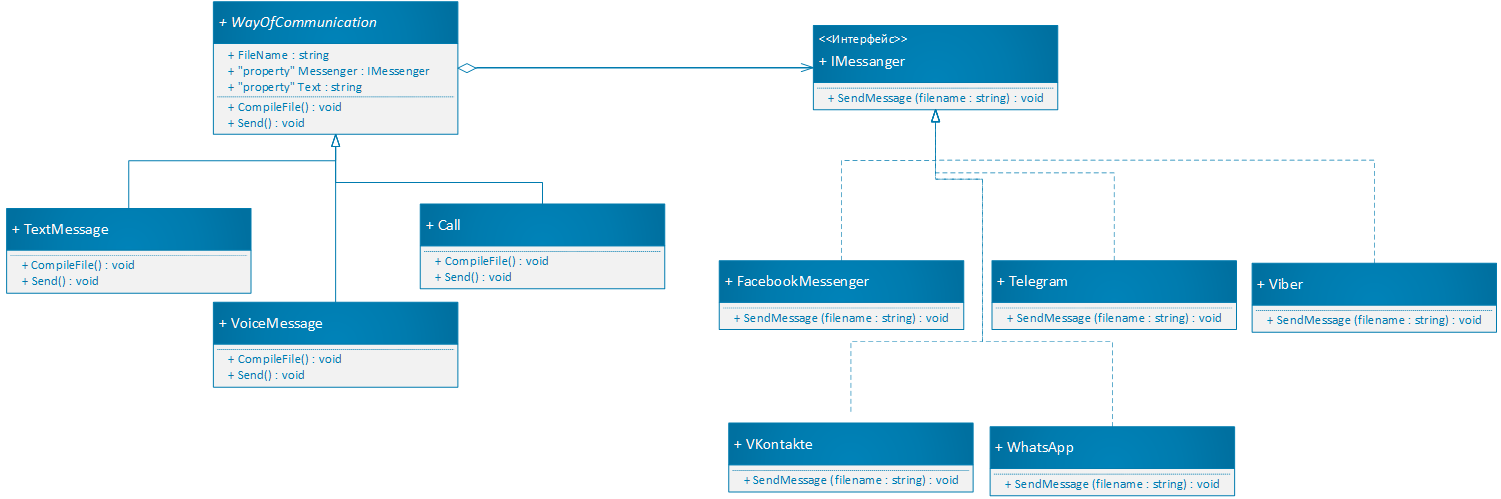 + WayOfCommunication
+ FileName : string
+ "property" Messenger : IMessenger
+ "property" Text : string
+ CompileFile() : void
+ Send() : void
<<Интерфейс>>
+ IMessanger
+ SendMessage (filename : string) : void
+ TextMessage
+ CompileFile() : void
+ Send() : void
+ Call
+ CompileFile() : void
+ Send() : void
+ VoiceMessage
+ CompileFile() : void
+ Send() : void
+ FacebookMessenger
+ SendMessage (filename : string) : void
+ Telegram
+ SendMessage (filename : string) : void
+ Viber
+ SendMessage (filename : string) : void
+ VKontakte
+ SendMessage (filename : string) : void
+ WhatsApp
+ SendMessage (filename : string) : void